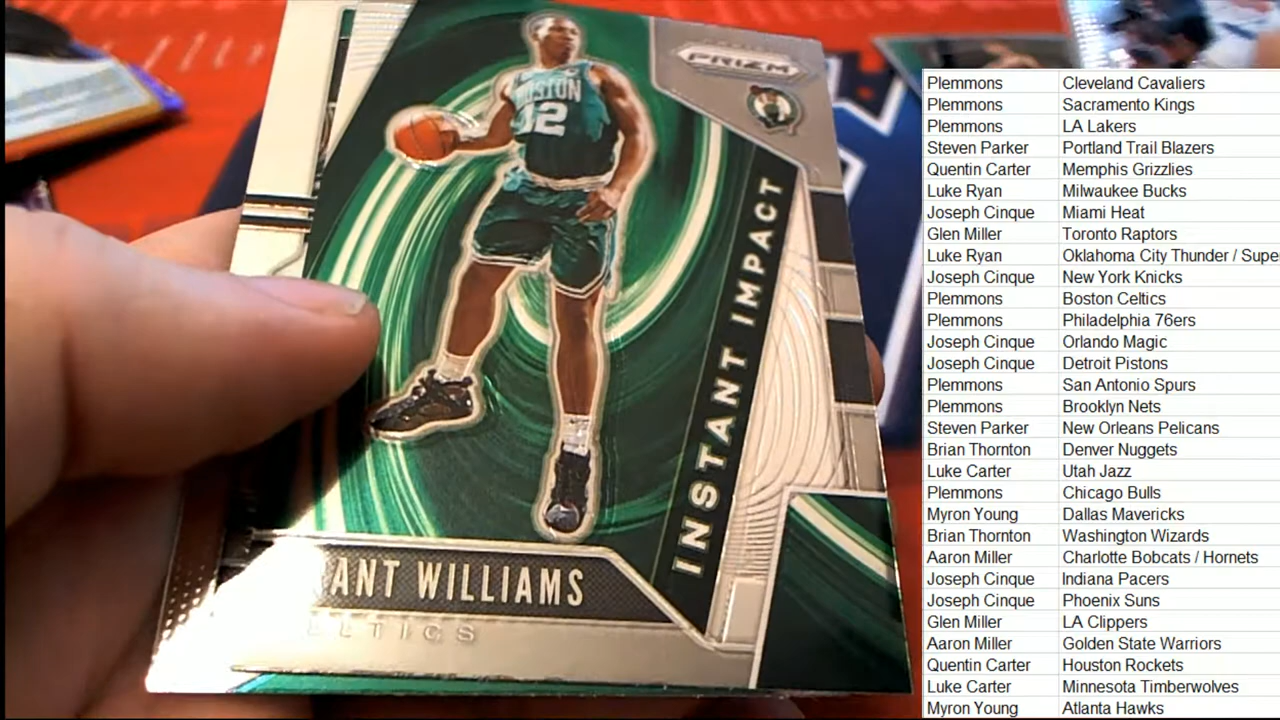 PRIZM
BOSTON
12
INSTANT IMPACT
ANT WILLIAMS
LTICS
Plemmons Cleveland Cavaliers
Plemmons Sacramento Kings
Plemmons LA Lakers
Steven Parker Portland Trail Blazers
Quentin Carter Memphis Grizzlies
Luke Ryan Milwaukee Bucks
Joseph Cinque Miami Heat
Glen Miller Toronto Raptors
Luke Ryan Oklahoma City Thunder / Supe
Joseph Cinque New York Knicks
Plemmons Boston Celtics
Plemmons Philadelphia 76ers
Joseph Cinque Orlando Magic
Joseph Cinque Detroit Pistons
Plemmons San Antonio Spurs
Plemmons Brooklyn Nets
Steven Parker New Orleans Pelicans
Brian Thornton Denver Nuggets
Luke Carter Utah Jazz
Plemmons Chicago Bulls
Myron Young Dallas Mavericks
Brian Thornton Washington Wizards
Aaron Miller Charlotte Bobcats / Hornets
Joseph Cinque Indiana Pacers
Joseph Cinque Phoenix Suns
Glen Miller LA Clippers
Aaron Miller Golden State Warriors
Quentin Carter Houston Rockets
Luke Carter Minnesota Timberwolves
Myron Young Atlanta Hawks